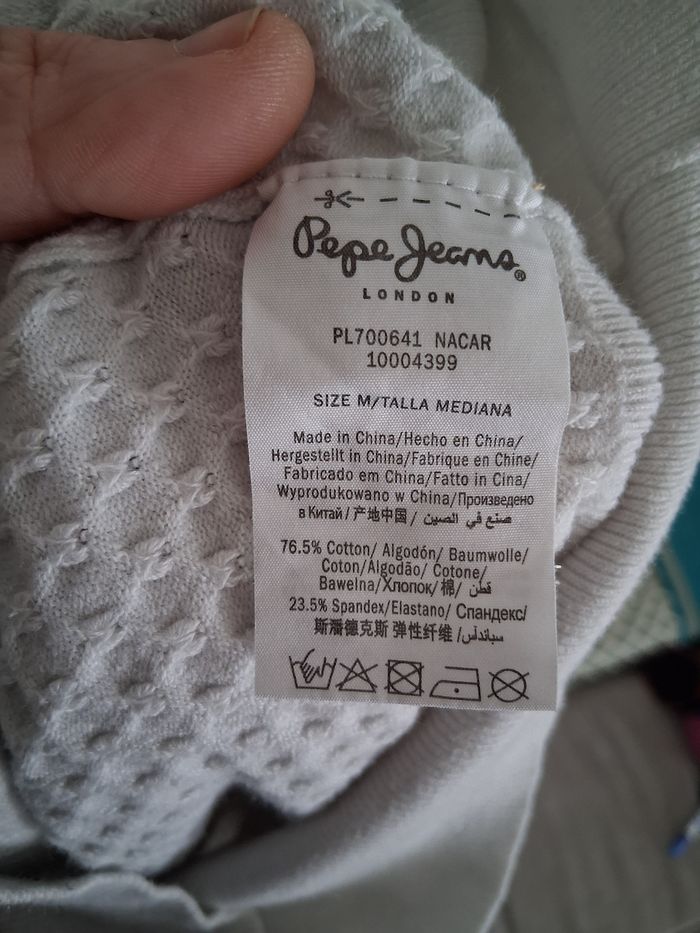 Pepe Jeans®
LONDON
PL700641 NACAR
10004399
SIZE M/TALLA MEDIANA
Made in China/Hecho en China/
Hergestellt in China/Fabrique en Chine/
Fabricado em China/Fatto in Cina/
Wyprodukowano w China/Произведено
в Китай / 产地中国 / صنع في الصين
76.5% Cotton/ Algodón/ Baumwolle/
Coton/Algodão/ Cotone/
Bawełna/Хлопок/ 棉/ قطن
23.5% Spandex/Elastano/ Спандекс/
斯潘德克斯 弹性纤维 /سباندآس